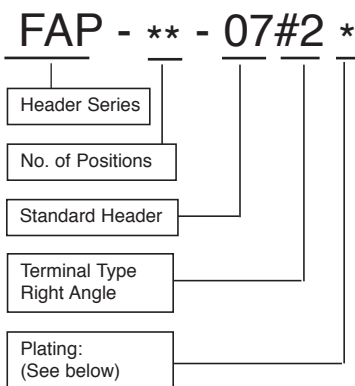 FAP - ** - 07#2 *
Header Series
No. of Positions
Standard Header
Terminal Type
Right Angle
Plating:
(See below)